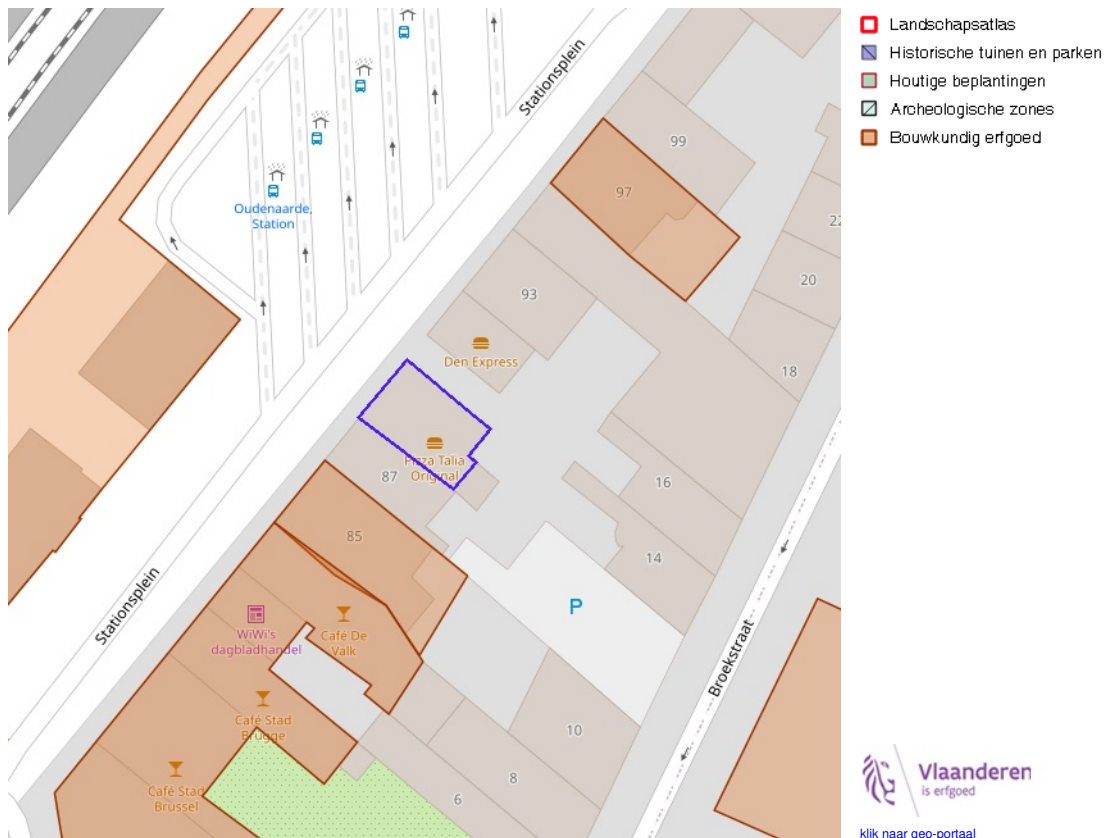 Stationsplein
Oudenaarde,
Station
99
97
93
Den Express
22
20
18
Pizza Talia
Original
87
16
85
14
Stationsplein
WiWi's
dagbladhandel
Café De
Valk
P
Broekstraat
Café Stad
Brugge
10
8
6
Café Stad
Brussel
Landschapsatlas
Historische tuinen en parken
Houtige beplantingen
Archeologische zones
Bouwkundig erfgoed
Vlaanderen
is erfgoed
klik naar geo-portaal